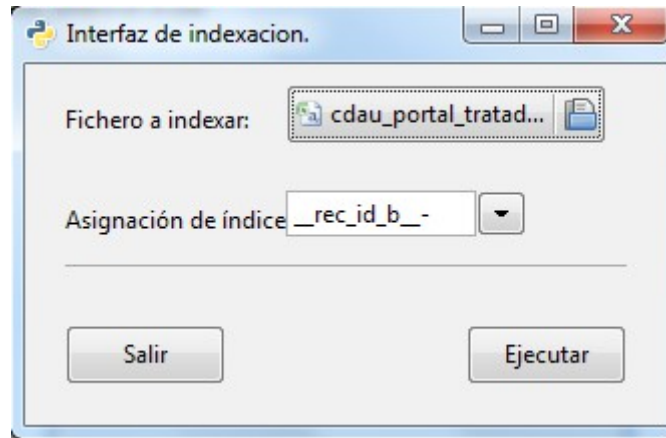 Interfaz de indexacion.
Fichero a indexar: cdau_portal_tratad...
Asignación de índice __rec_id_b__-
Salir Ejecutar